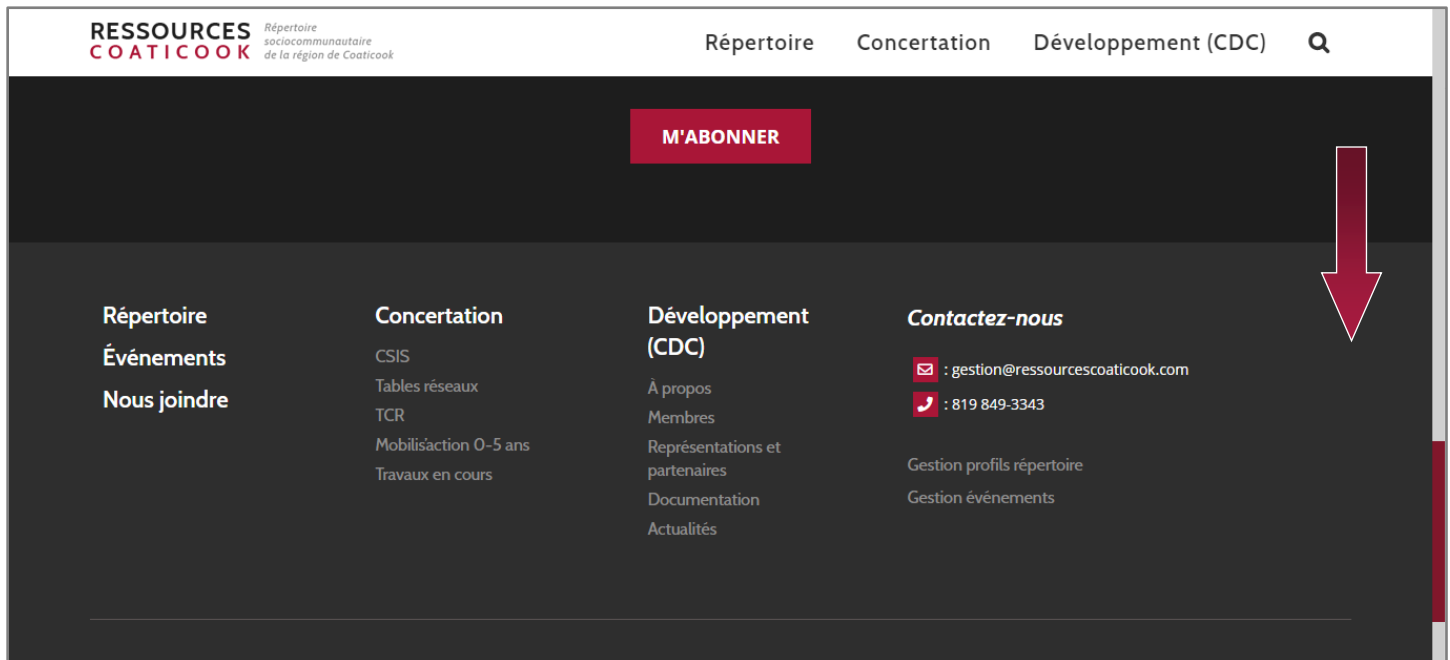 RESSOURCES
COATICOOK
Répertoire
sociocommunautaire
de la région de Coaticook
Répertoire
Concertation
Développement (CDC)
M'ABONNER
Répertoire
Événements
Nous joindre
Concertation
CSIS
Tables réseaux
TCR
Mobilis'action 0-5 ans
Travaux en cours
Développement
(CDC)
À propos
Membres
Représentations et
partenaires
Documentation
Actualités
Contactez-nous
: gestion@ressourcescoaticook.com
: 819 849-3343
Gestion profils répertoire
Gestion événements